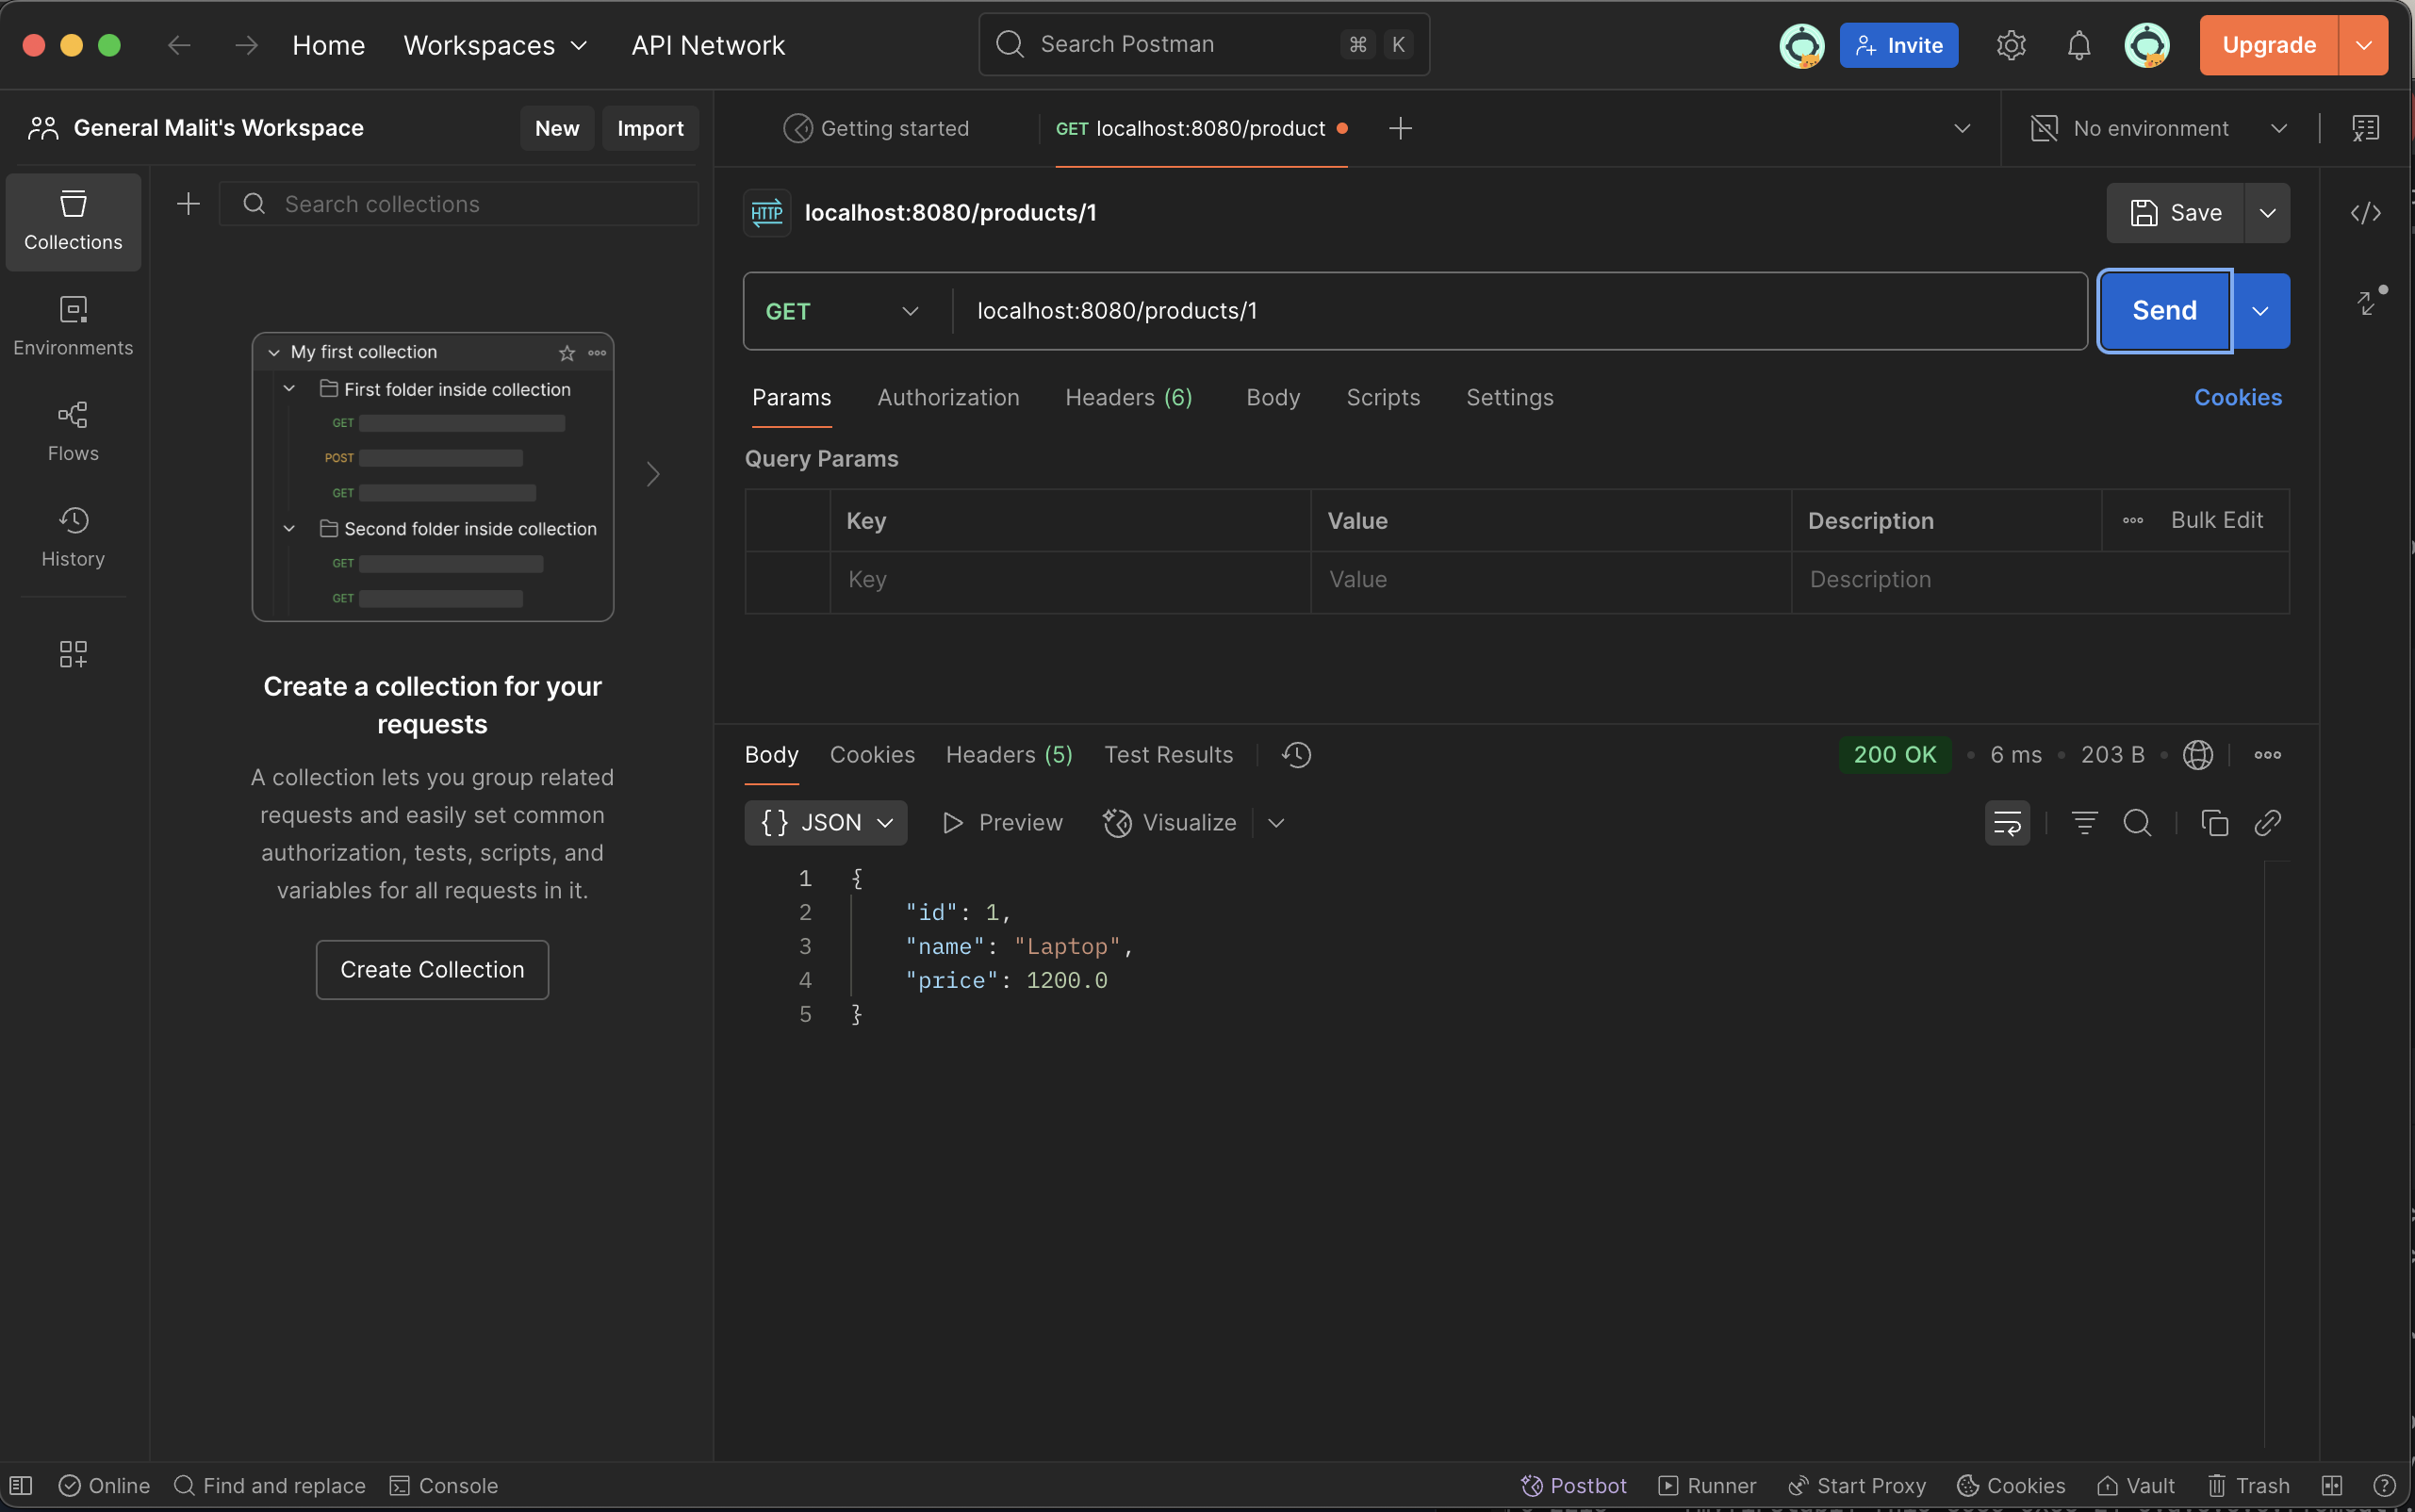 Home Workspaces API Network Search Postman ⌘ K Invite Upgrade
General Malit's Workspace New Import
Getting started GET localhost:8080/product No environment
Collections
Environments
Flows
History
Search collections
My first collection
First folder inside collection
GET
POST
GET
Second folder inside collection
GET
GET
Create a collection for your
requests
A collection lets you group related
requests and easily set common
authorization, tests, scripts, and
variables for all requests in it.
Create Collection
HTTP localhost:8080/products/1 Save
GET localhost:8080/products/1 Send
Params Authorization Headers (6) Body Scripts Settings Cookies
Query Params
Key Value Description Bulk Edit
Key Value Description
Body Cookies Headers (5) Test Results 200 OK 6 ms 203 B
{ } JSON Preview Visualize
1 {
2 "id": 1,
3 "name": "Laptop",
4 "price": 1200.0
5 }
Online Find and replace Console Postbot Runner Start Proxy Cookies Vault Trash